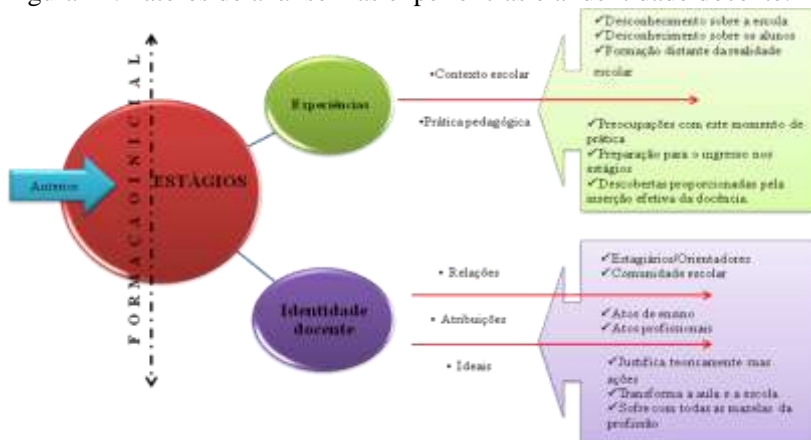 ✓Desconhecimento sobre a escola
✓Desconhecimento sobre os alunos
✓Formação distante da realidade
escolar
•Contexto escolar
Experiências
•Prática pedagógica
✓Preocupações com este momento de
prática
✓Preparação para o ingresso nos
estágios
✓Descobertas proporcionadas pela
inserção efetiva da docência.
FORMACAO INICIAL
ESTÁGIOS
Anseios
Identidade
docente
• Relações
• Atribuições
• Ideais
✓Estagiários/Orientadores
✓Comunidade escolar
✓Atos de ensino
✓Atos profissionais
✓Justifica teoricamente suas
ações
✓Transforma a aula e a escola
✓Sofre com todas as mazelas da
profissão